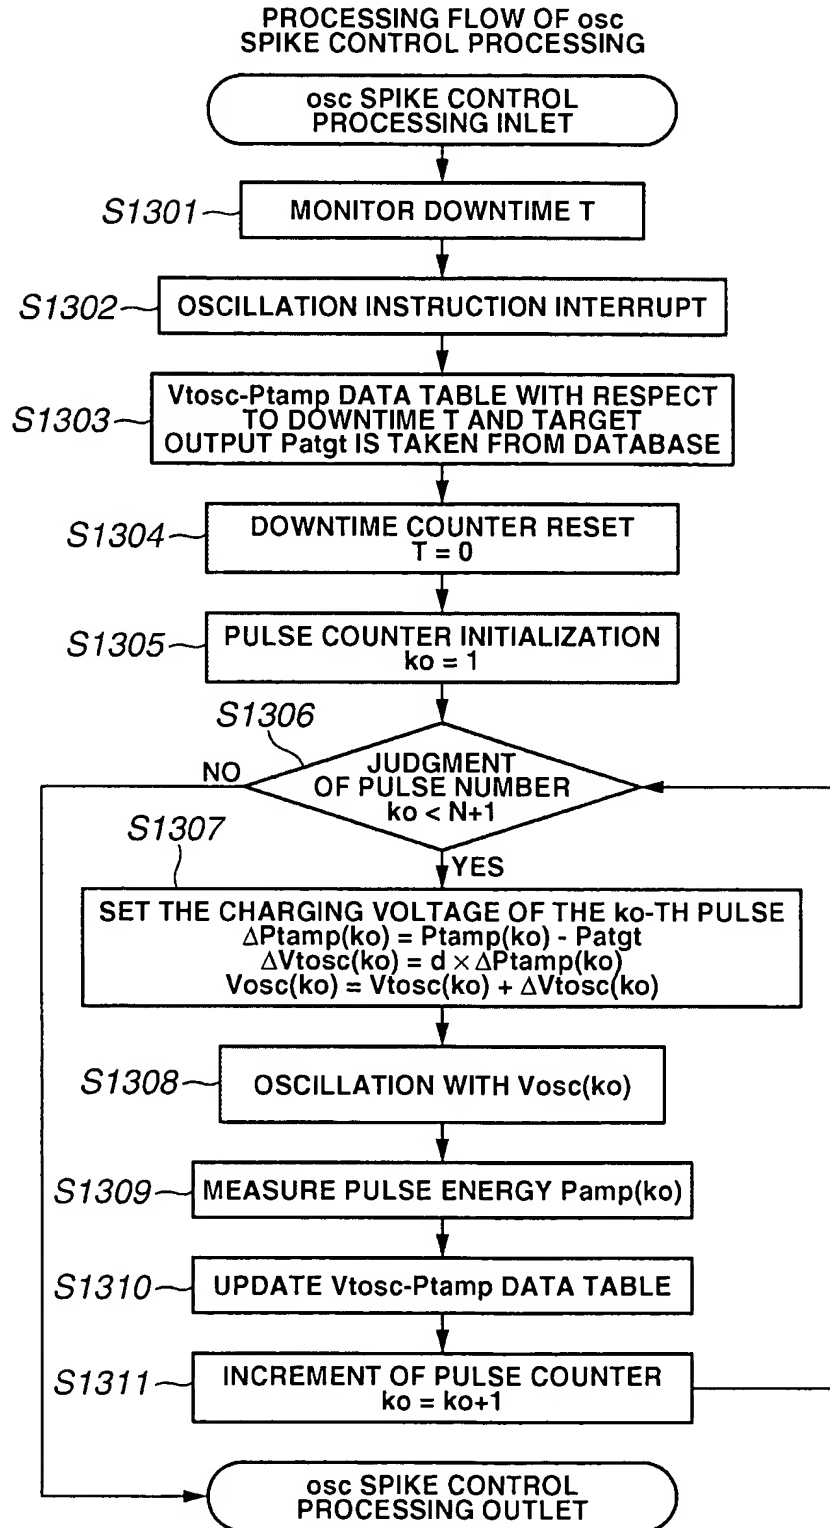 PROCESSING FLOW OF osc
SPIKE CONTROL PROCESSING
osc SPIKE CONTROL
PROCESSING INLET
S1301
MONITOR DOWNTIME T
S1302
OSCILLATION INSTRUCTION INTERRUPT
S1303
Vtosc-Ptamp DATA TABLE WITH RESPECT
TO DOWNTIME T AND TARGET
OUTPUT Patgt IS TAKEN FROM DATABASE
S1304
DOWNTIME COUNTER RESET
T = 0
S1305
PULSE COUNTER INITIALIZATION
ko = 1
S1306
JUDGMENT
OF PULSE NUMBER
ko < N+1
NO
YES
S1307
SET THE CHARGING VOLTAGE OF THE ko-TH PULSE
ΔPtamp(ko) = Ptamp(ko) - Patgt
ΔVtosc(ko) = d × ΔPtamp(ko)
Vosc(ko) = Vtosc(ko) + ΔVtosc(ko)
S1308
OSCILLATION WITH Vosc(ko)
S1309
MEASURE PULSE ENERGY Pamp(ko)
S1310
UPDATE Vtosc-Ptamp DATA TABLE
S1311
INCREMENT OF PULSE COUNTER
ko = ko+1
osc SPIKE CONTROL
PROCESSING OUTLET